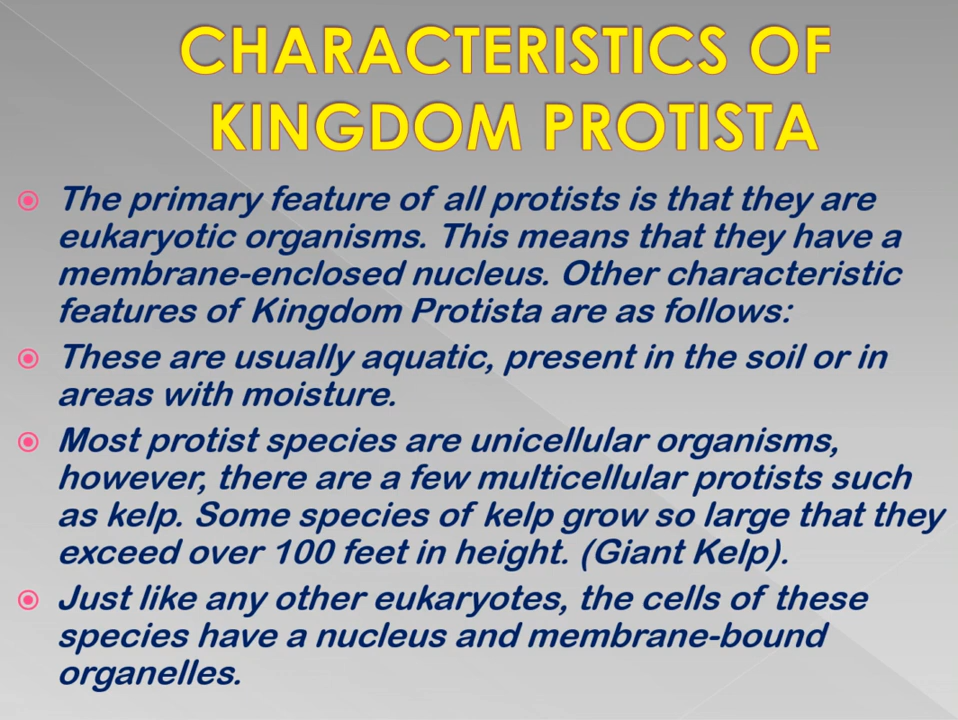 CHARACTERISTICS OF
KINGDOM PROTISTA
The primary feature of all protists is that they are
eukaryotic organisms. This means that they have a
membrane-enclosed nucleus. Other characteristic
features of Kingdom Protista are as follows:
These are usually aquatic, present in the soil or in
areas with moisture.
Most protist species are unicellular organisms,
however, there are a few multicellular protists such
as kelp. Some species of kelp grow so large that they
exceed over 100 feet in height. (Giant Kelp).
Just like any other eukaryotes, the cells of these
species have a nucleus and membrane-bound
organelles.